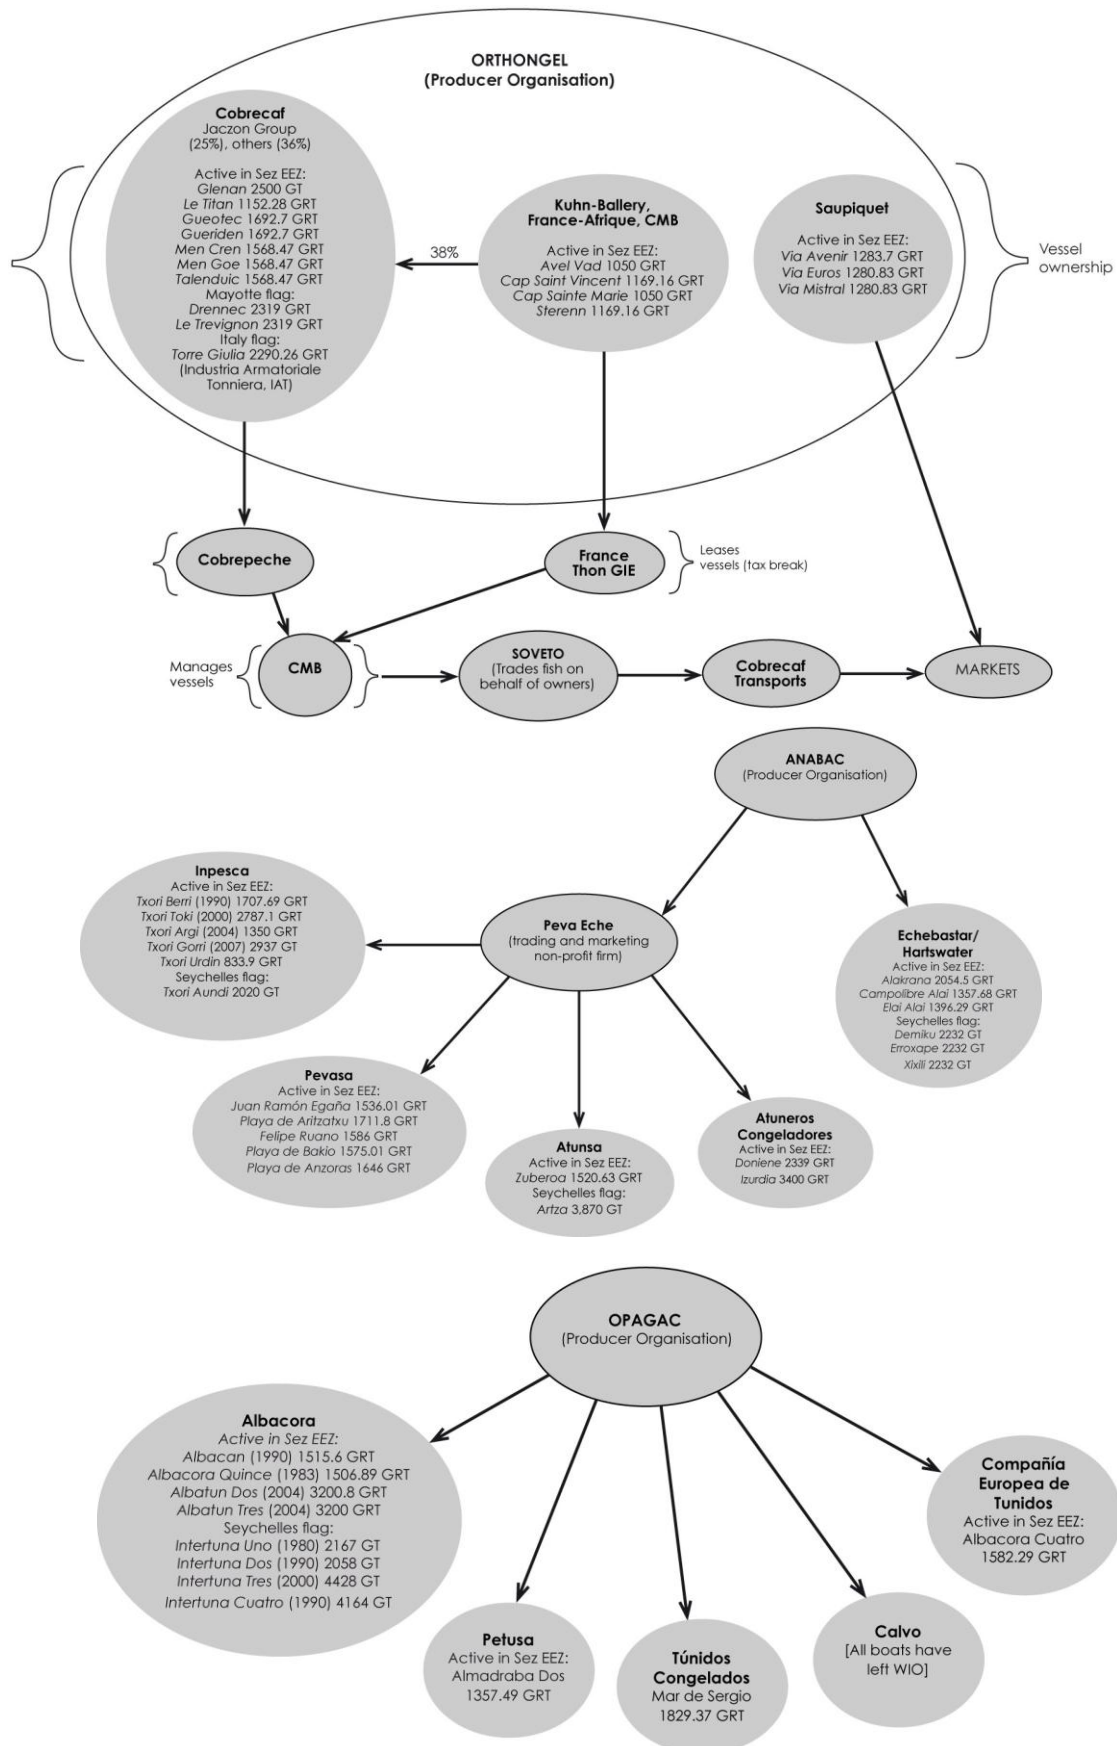 ORTHONGEL
(Producer Organisation)
Cobrecaf
Jaczon Group
(25%), others (36%)
Active in Sez EEZ:
Glenan 2500 GT
Le Titan 1152.28 GRT
Gueotec 1692.7 GRT
Gueriden 1692.7 GRT
Men Cren 1568.47 GRT
Men Goe 1568.47 GRT
Talenduic 1568.47 GRT
Mayotte flag:
Drennec 2319 GRT
Le Trevignon 2319 GRT
Italy flag:
Torre Giulia 2290.26 GRT
(Industria Armatoriale
Tonniera, IAT)
38%
Kuhn-Ballery,
France-Afrique, CMB
Active in Sez EEZ:
Avel Vad 1050 GRT
Cap Saint Vincent 1169.16 GRT
Cap Sainte Marie 1050 GRT
Sterenn 1169.16 GRT
Saupiquet
Active in Sez EEZ:
Via Avenir 1283.7 GRT
Via Euros 1280.83 GRT
Via Mistral 1280.83 GRT
Vessel
ownership
Cobrepeche
France
Thon GIE
Leases
vessels (tax break)
Manages
vessels
CMB
SOVETO
(Trades fish on
behalf of owners)
Cobrecaf
Transports
MARKETS
ANABAC
(Producer Organisation)
Inpesca
Active in Sez EEZ:
Txori Berri (1990) 1707.69 GRT
Txori Toki (2000) 2787.1 GRT
Txori Argi (2004) 1350 GRT
Txori Gorri (2007) 2937 GT
Txori Urdin 833.9 GRT
Seychelles flag:
Txori Aundi 2020 GT
Peva Eche
(trading and marketing
non-profit firm)
Echebastar/
Hartswater
Active in Sez EEZ:
Alakrana 2054.5 GRT
Campolibre Alai 1357.68 GRT
Elai Alai 1396.29 GRT
Seychelles flag:
Demiku 2232 GT
Erroxape 2232 GT
Xixili 2232 GT
Pevasa
Active in Sez EEZ:
Juan Ramón Egaña 1536.01 GRT
Playa de Aritzatxu 1711.8 GRT
Felipe Ruano 1586 GRT
Playa de Bakio 1575.01 GRT
Playa de Anzoras 1646 GRT
Atunsa
Active in Sez EEZ:
Zuberoa 1520.63 GRT
Seychelles flag:
Artza 3,870 GT
Atuneros
Congeladores
Active in Sez EEZ:
Doniene 2339 GRT
Izurdia 3400 GRT
OPAGAC
(Producer Organisation)
Albacora
Active in Sez EEZ:
Albacan (1990) 1515.6 GRT
Albacora Quince (1983) 1506.89 GRT
Albatun Dos (2004) 3200.8 GRT
Albatun Tres (2004) 3200 GRT
Seychelles flag:
Intertuna Uno (1980) 2167 GT
Intertuna Dos (1990) 2058 GT
Intertuna Tres (2000) 4428 GT
Intertuna Cuatro (1990) 4164 GT
Petusa
Active in Sez EEZ:
Almadraba Dos
1357.49 GRT
Túnidos
Congelados
Mar de Sergio
1829.37 GRT
Calvo
[All boats have
left WIO]
Compañía
Europea de
Tunidos
Active in Sez EEZ:
Albacora Cuatro
1582.29 GRT